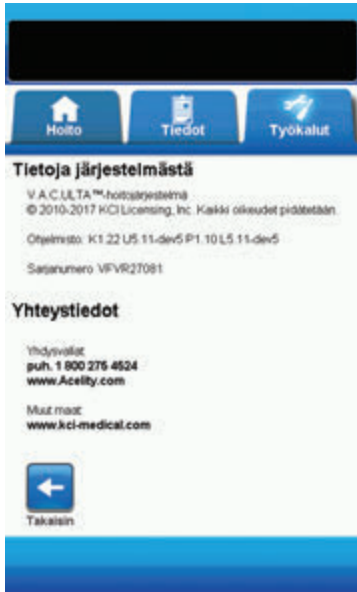 Hoito
Tiedot
Työkalut
Tietoja järjestelmästä
V.A.C.ULTA™-hoitojärjestelmä
© 2010-2017 KCI Licensing, Inc. Kaikki oikeudet pidätetään.
Ohjelmisto: K1.22 U5.11-dev5 P1.10 L5.11-dev5
Sarjanumero VFVR27081
Yhteystiedot
Yhdysvallat:
puh. 1 800 275 4524
www.Acelity.com
Muut maat:
www.kci-medical.com
Takaisin